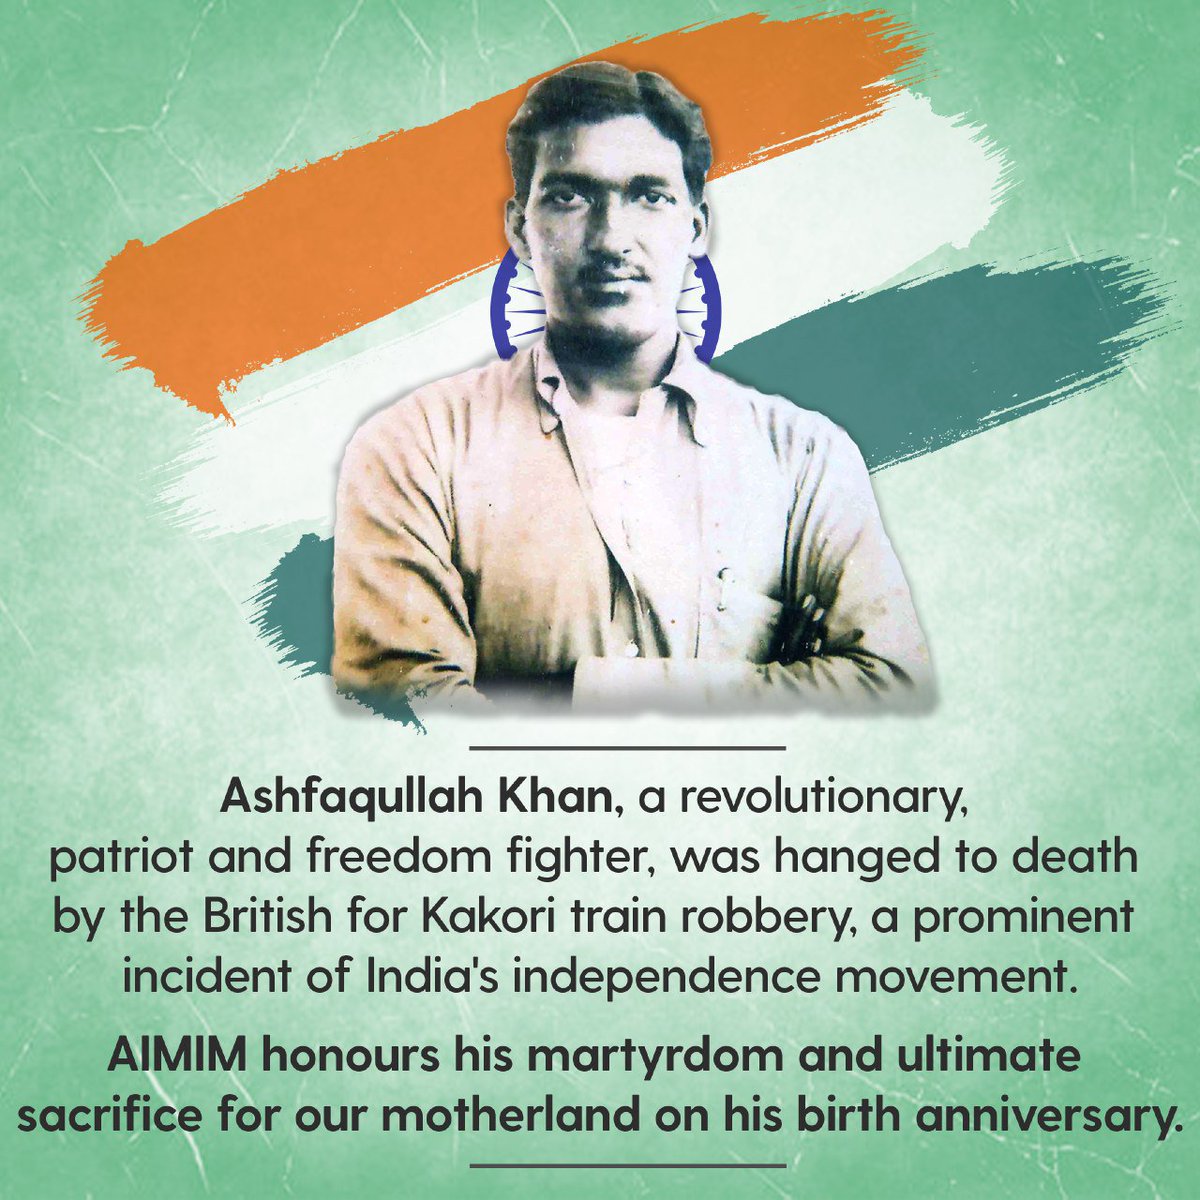 Ashfaqullah Khan, a revolutionary,
patriot and freedom fighter, was hanged to death
by the British for Kakori train robbery, a prominent
incident of India's independence movement.
AIMIM honours his martyrdom and ultimate
sacrifice for our motherland on his birth anniversary.